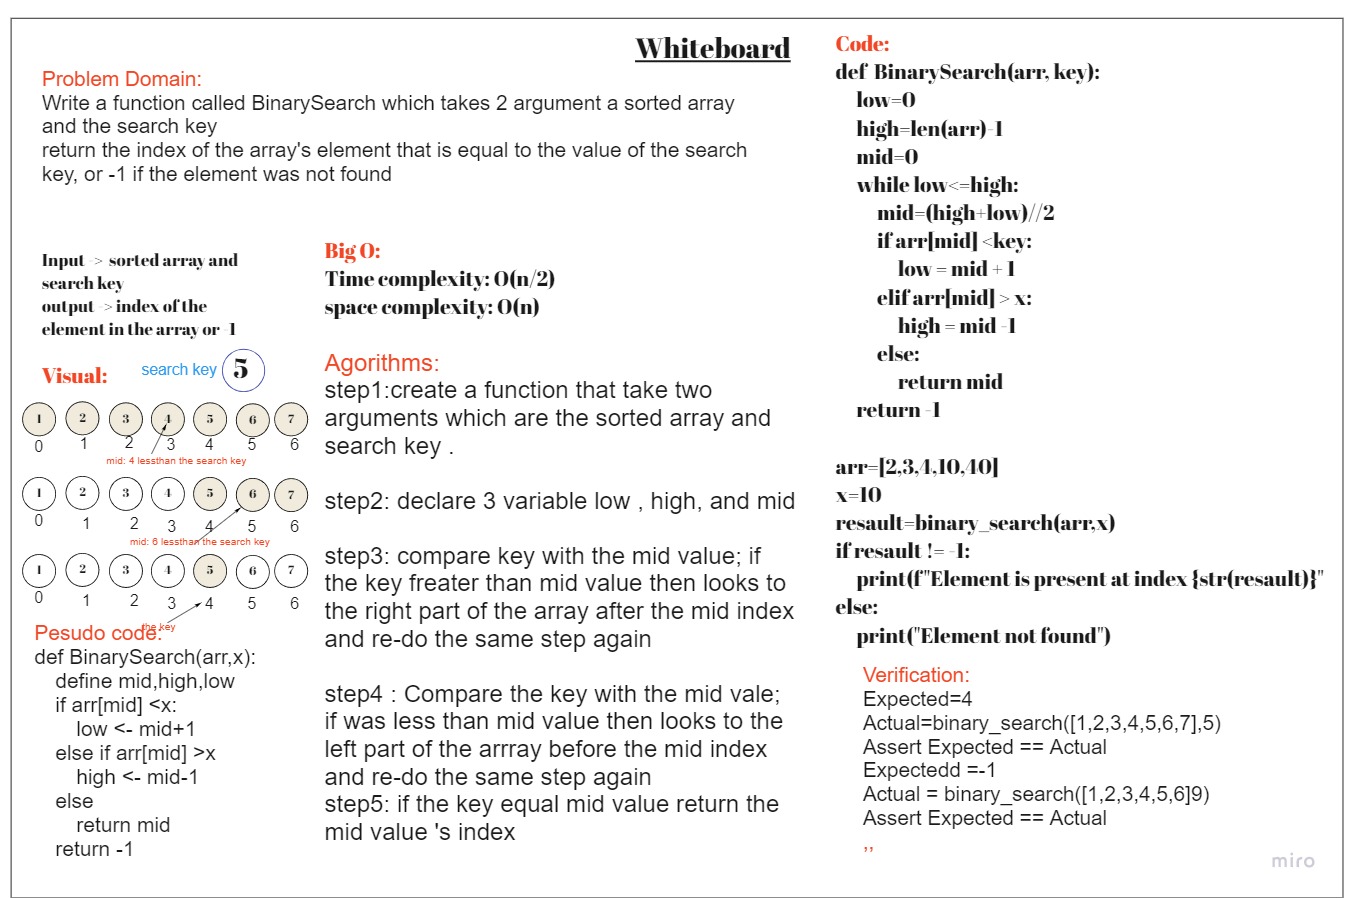 Whiteboard
Problem Domain:
Write a function called BinarySearch which takes 2 argument a sorted array
and the search key
return the index of the array's element that is equal to the value of the search
key, or -1 if the element was not found
Input -> sorted array and
search key
output -> index of the
element in the array or -1
Visual:
search key 5
1 2 3 4 5 6 7
0 1 2 3 4 5 6
mid: 4 lessthan the search key
1 2 3 4 5 6 7
0 1 2 3 4 5 6
mid: 6 lessthan the search key
1 2 3 4 5 6 7
0 1 2 3 4 5 6
the key
Pesudo code:
def BinarySearch(arr,x):
define mid,high,low
if arr[mid] <x:
low <- mid+1
else if arr[mid] >x
high <- mid-1
else
return mid
return -1
Big O:
Time complexity: O(n/2)
space complexity: O(n)
Agorithms:
step1:create a function that take two
arguments which are the sorted array and
search key .
step2: declare 3 variable low , high, and mid
step3: compare key with the mid value; if
the key freater than mid value then looks to
the right part of the array after the mid index
and re-do the same step again
step4 : Compare the key with the mid vale;
if was less than mid value then looks to the
left part of the arrray before the mid index
and re-do the same step again
step5: if the key equal mid value return the
mid value 's index
Code:
def BinarySearch(arr, key):
low=0
high=len(arr)-1
mid=0
while low<=high:
mid=(high+low)//2
if arr[mid] <key:
low = mid + 1
elif arr[mid] > x:
high = mid -1
else:
return mid
return -1
arr=[2,3,4,10,40]
x=10
resault=binary_search(arr,x)
if resault != -1:
print(f"Element is present at index {str(resault)}"
else:
print("Element not found")
Verification:
Expected=4
Actual=binary_search([1,2,3,4,5,6,7],5)
Assert Expected == Actual
Expectedd =-1
Actual = binary_search([1,2,3,4,5,6]9)
Assert Expected == Actual
,,
miro